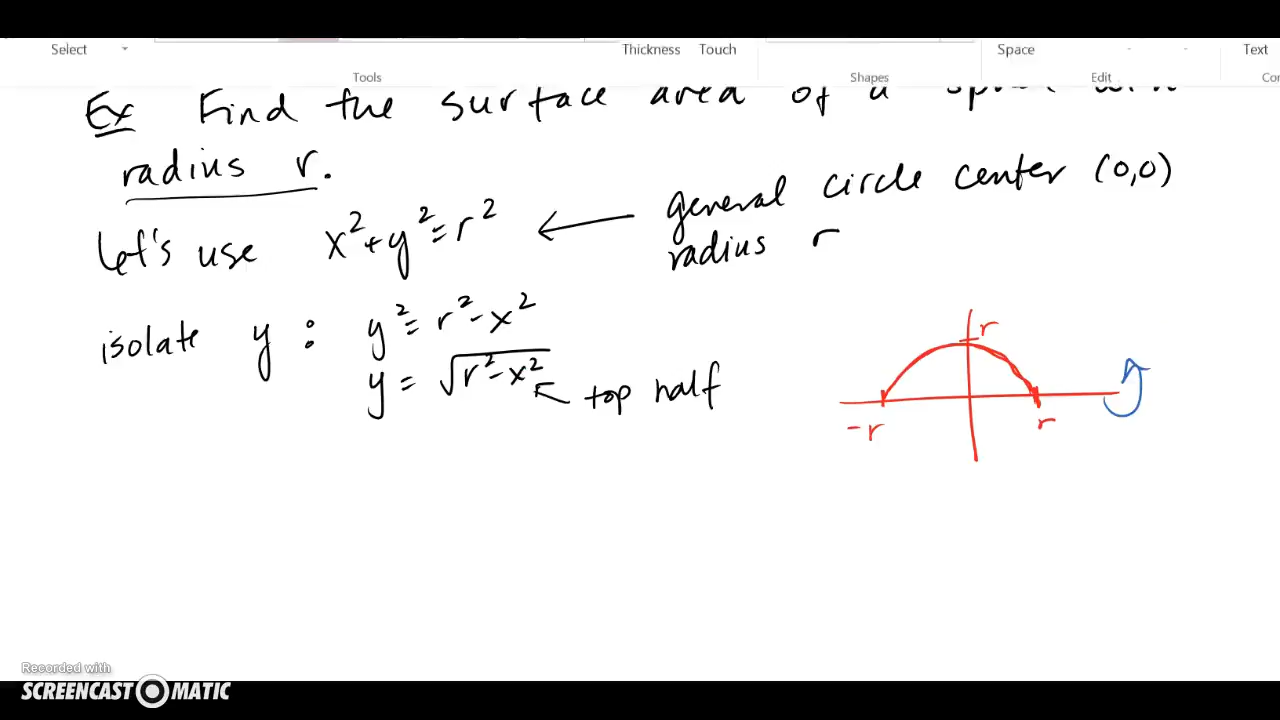 Select
Thickness Touch
Space
Text
Tools
Shapes
Edit
Ex Find the surface area of a
radius r.
general circle center (0,0)
radius r
Let's use x²+y²=r²
isolate y : y²=r²-x²
y = √r²-x²
top half
r
-r
r
Recorded with
SCREENCAST MATIC